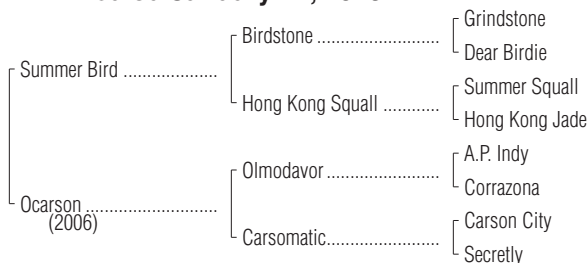 Grindstone
Birdstone
Dear Birdie
Summer Bird
Summer Squall
Hong Kong Squall
Hong Kong Jade
A.P. Indy
Olmodavor
Corrazona
Ocarson
(2006)
Carson City
Carsomatic
Secretly